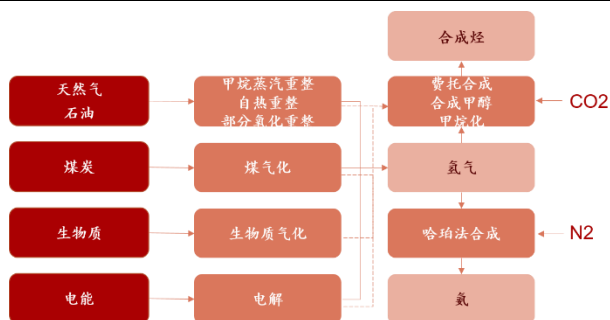 合成烃
天然气
石油
甲烷蒸汽重整
自热重整
部分氧化重整
费托合成
合成甲醇
甲烷化
CO2
煤炭
煤气化
氢气
生物质
生物质气化
哈珀法合成
N2
电能
电解
氨